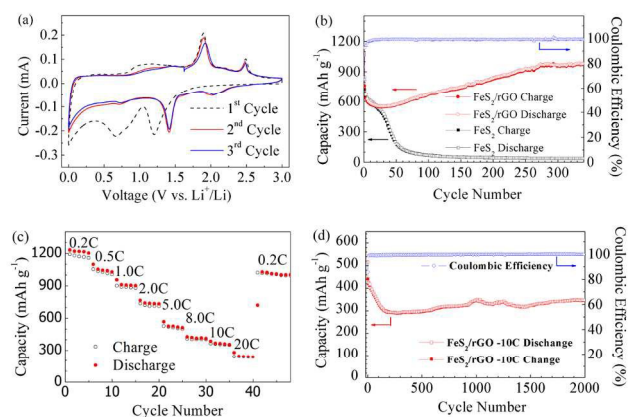 (a)
Current (mA)
0.2
0.1
0.0
-0.1
-0.2
-0.3
1st Cycle
2nd Cycle
3rd Cycle
0.0 0.5 1.0 1.5 2.0 2.5 3.0
Voltage (V vs. Li+/Li)
(b)
Capacity (mAh g-1)
1200
900
600
300
0
FeS2/rGO Charge
FeS2/rGO Discharge
FeS2 Charge
FeS2 Discharge
100
80
60
40
20
0
Coulombic Efficiency (%)
0 50 100 150 200 250 300
Cycle Number
(c)
Capacity (mAh g-1)
1200
900
600
300
0
0.2C
0.5C
1.0C
2.0C
5.0C
8.0C
10C
20C
0.2C
Charge
Discharge
0 10 20 30 40
Cycle Number
(d)
Capacity (mAh g-1)
600
500
400
300
200
100
0
Coulombic Efficiency
FeS2/rGO -10C Dischange
FeS2/rGO -10C Change
100
80
60
40
20
0
Coulombic Efficiency (%)
0 500 1000 1500 2000
Cycle Number